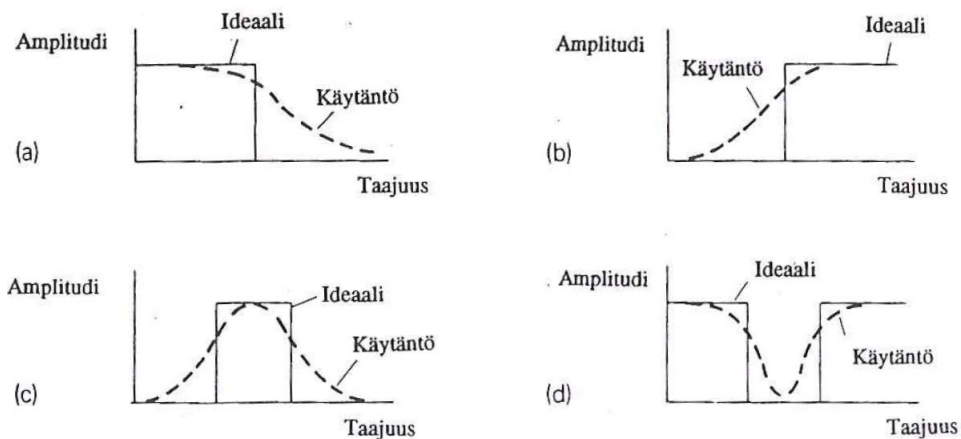 Ideaali
Amplitudi
Käytäntö
(a)
Taajuus
Ideaali
Amplitudi
Käytäntö
(b)
Taajuus
Amplitudi
Ideaali
Käytäntö
(c)
Taajuus
Ideaali
Amplitudi
Käytäntö
(d)
Taajuus